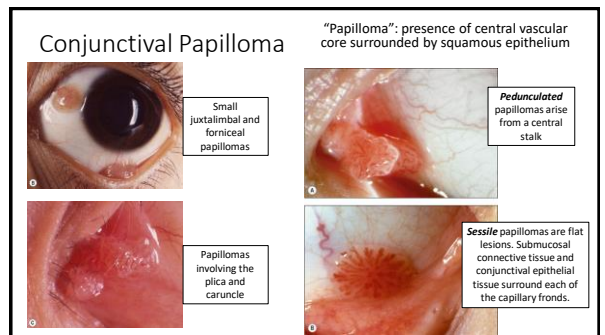 Conjunctival Papilloma
“Papilloma”: presence of central vascular
core surrounded by squamous epithelium
Small
juxtalimbal and
forniceal
papillomas
B
Pedunculated
papillomas arise
from a central
stalk
A
Papillomas
involving the
plica and
caruncle
C
Sessile papillomas are flat
lesions. Submucosal
connective tissue and
conjunctival epithelial
tissue surround each of
the capillary fronds.
B